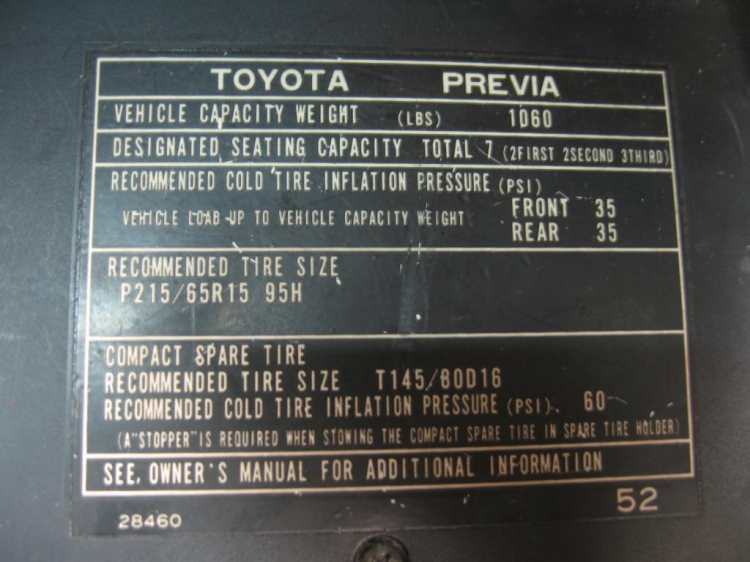 TOYOTA PREVIA
VEHICLE CAPACITY WEIGHT (LBS) 1060
DESIGNATED SEATING CAPACITY TOTAL 7 (2FIRST 2SECOND 3THIRD)
RECOMMENDED COLD TIRE INFLATION PRESSURE (PSI)
VEHICLE LOAD UP TO VEHICLE CAPACITY WEIGHT FRONT 35
REAR 35
RECOMMENDED TIRE SIZE
P215/65R15 95H
COMPACT SPARE TIRE
RECOMMENDED TIRE SIZE T145/80D16
RECOMMENDED COLD TIRE INFLATION PRESSURE (PSI) 60
(A"STOPPER"IS REQUIRED WHEN STOWING THE COMPACT SPARE TIRE IN SPARE TIRE HOLDER)
SEE, OWNER'S MANUAL FOR ADDITIONAL INFORMATION
52
28460